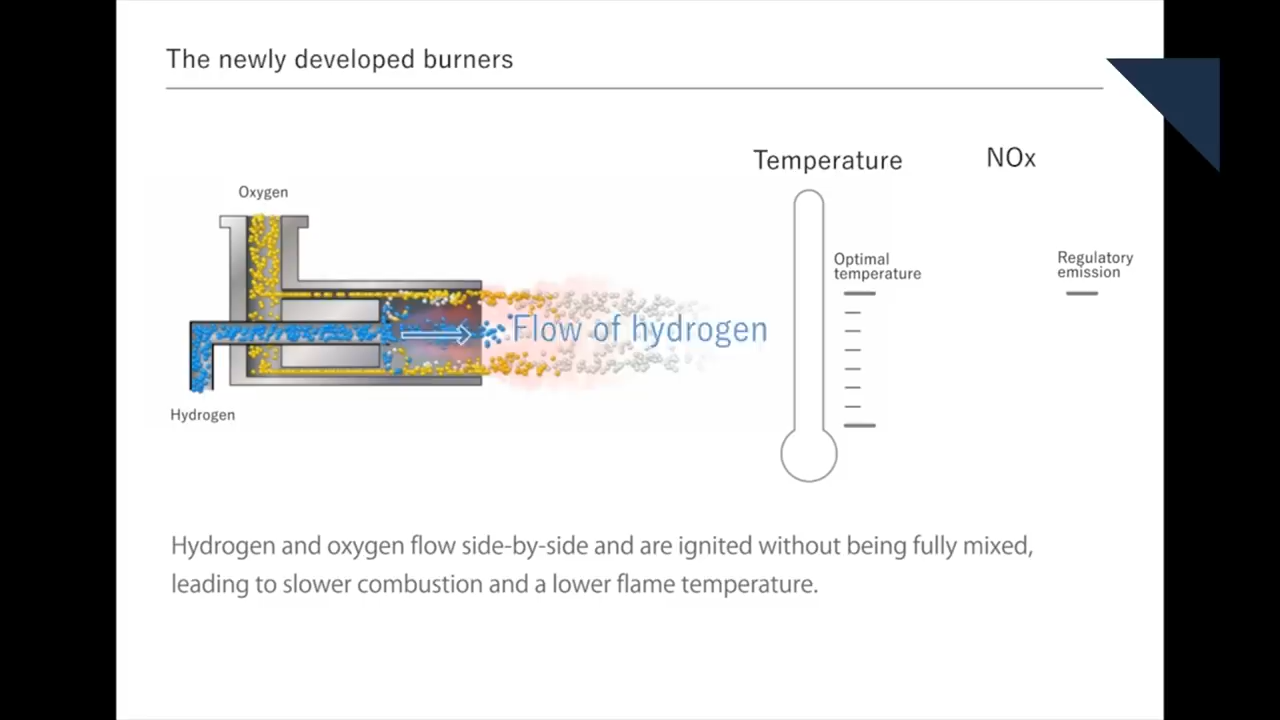 The newly developed burners
Temperature
NOx
Oxygen
Optimal
temperature
Regulatory
emission
Flow of hydrogen
Hydrogen
Hydrogen and oxygen flow side-by-side and are ignited without being fully mixed,
leading to slower combustion and a lower flame temperature.